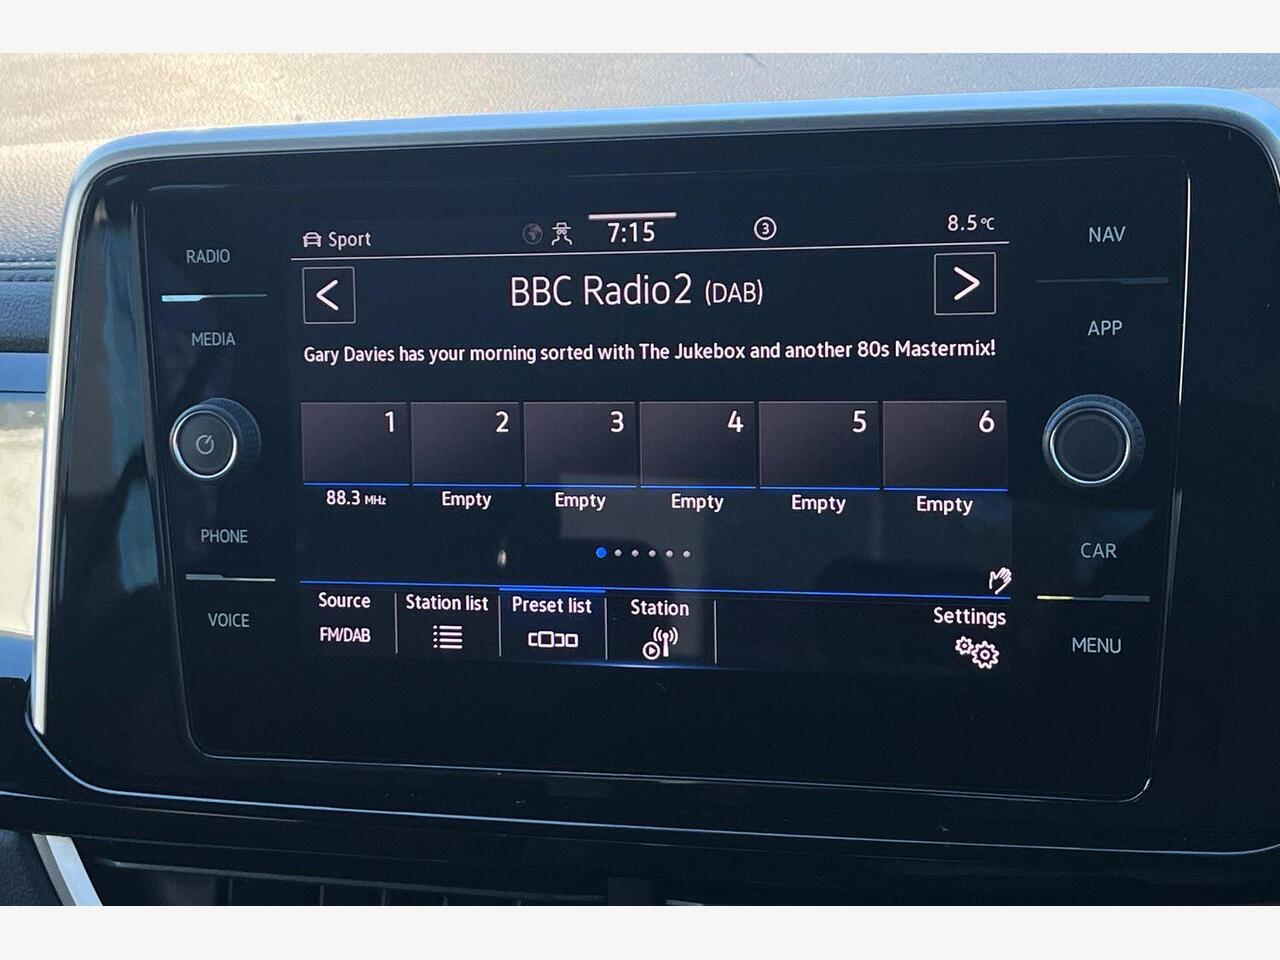 Sport 7:15 3 8.5°C
BBC Radio2 (DAB)
Gary Davies has your morning sorted with The Jukebox and another 80s Mastermix!
1 2 3 4 5 6
88.3 MHz Empty Empty Empty Empty Empty
Source Station list Preset list Station Settings
FM/DAB
RADIO
MEDIA
PHONE
VOICE
NAV
APP
CAR
MENU